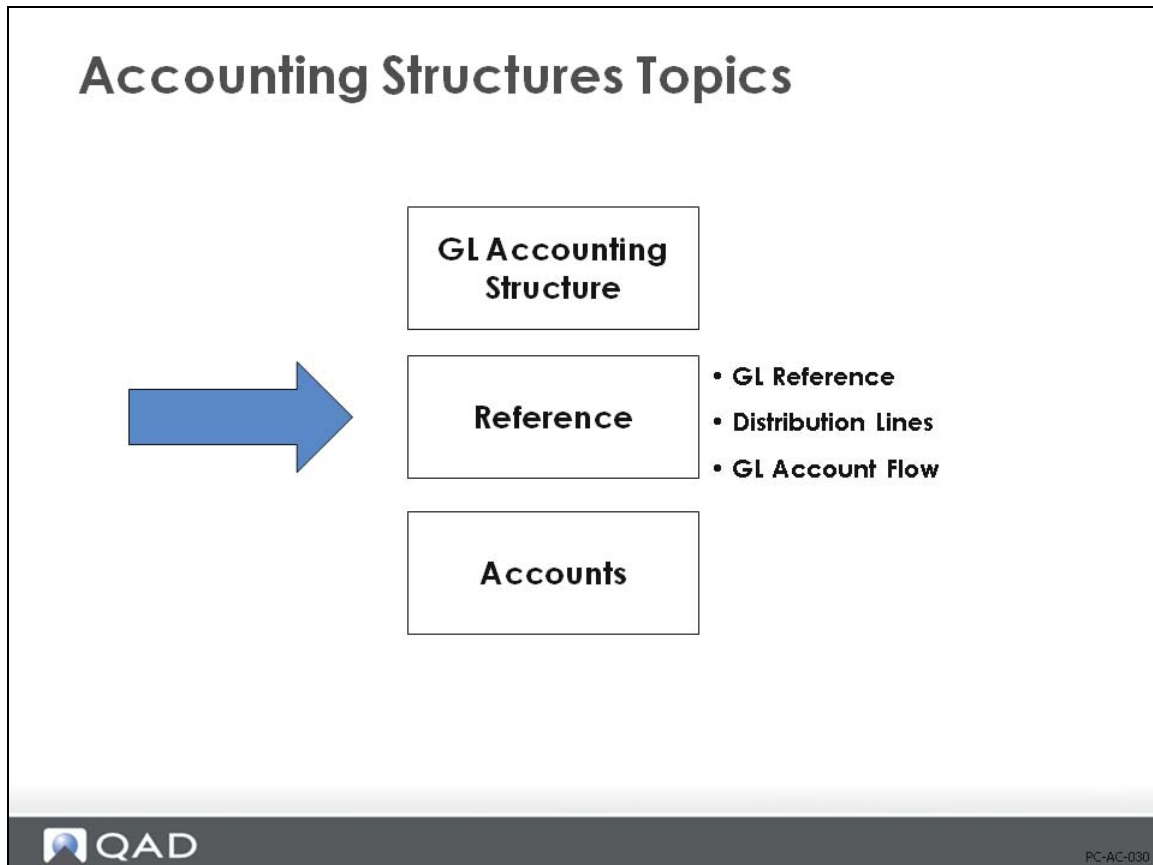 Accounting Structures Topics
GL Accounting
Structure
Reference
• GL Reference
• Distribution Lines
• GL Account Flow
Accounts
QAD
PC-AC-030